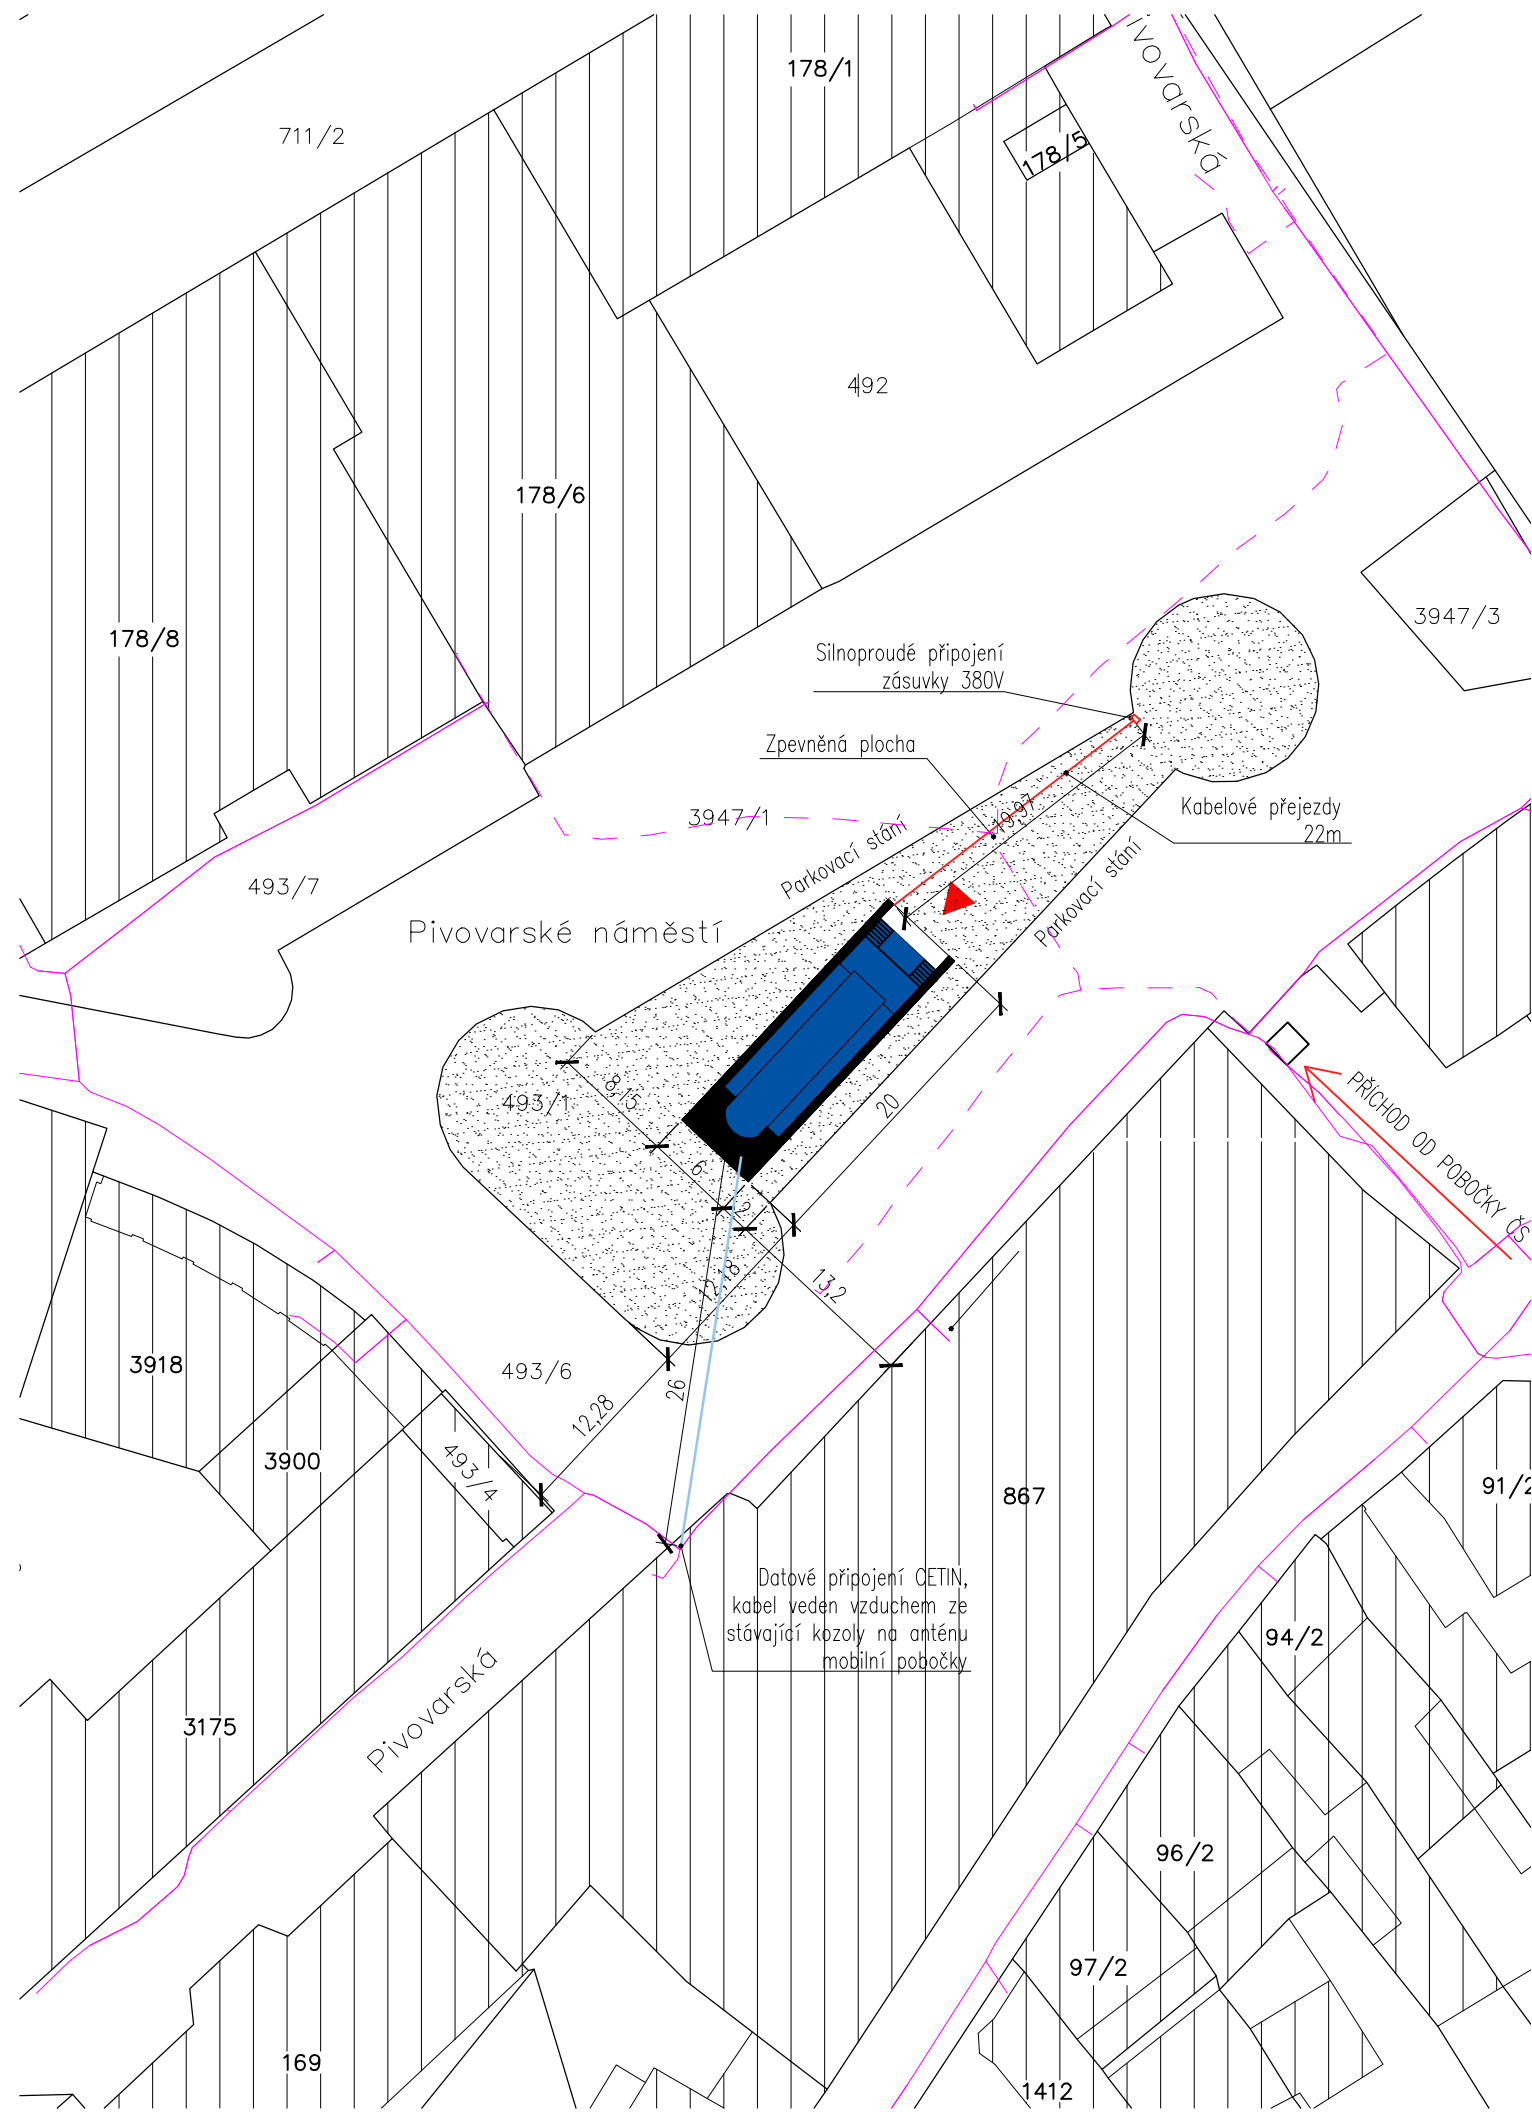 Pivovarská
178/1
711/2
178/5
492
178/6
3947/3
178/8
Silnoproudé připojení
zásuvky 380V
Zpevněná plocha
Kabelové přejezdy
22m
3947/1
19,97
Parkovací stání
Parkovací stání
493/7
Pivovarské náměstí
493/1
8,15
20
6
2
12,18
13,2
PŘÍCHOD OD POBOČKY ČS
3918
493/6
26
12,28
3900
493/4
867
91/2
Datové připojení CETIN,
kabel veden vzduchem ze
stávající kozoly na anténu
mobilní pobočky
94/2
Pivovarská
3175
96/2
97/2
169
1412